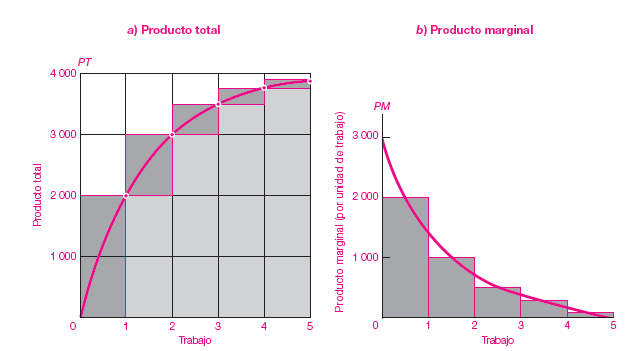 a) Producto total
PT
4 000
3 000
2 000
1 000
0
1
2
3
4
5
Producto total
Trabajo
b) Producto marginal
PM
3 000
2 000
1 000
0
1
2
3
4
5
Producto marginal (por unidad de trabajo)
Trabajo